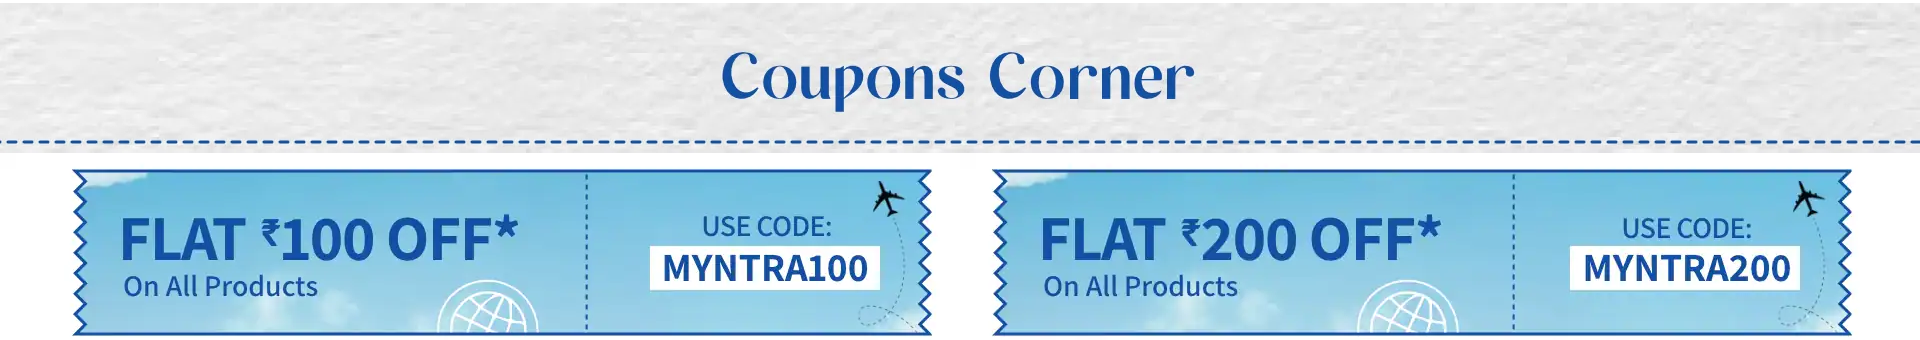 Coupons Corner
FLAT ₹100 OFF*
On All Products
USE CODE:
MYNTRA100
FLAT ₹200 OFF*
On All Products
USE CODE:
MYNTRA200